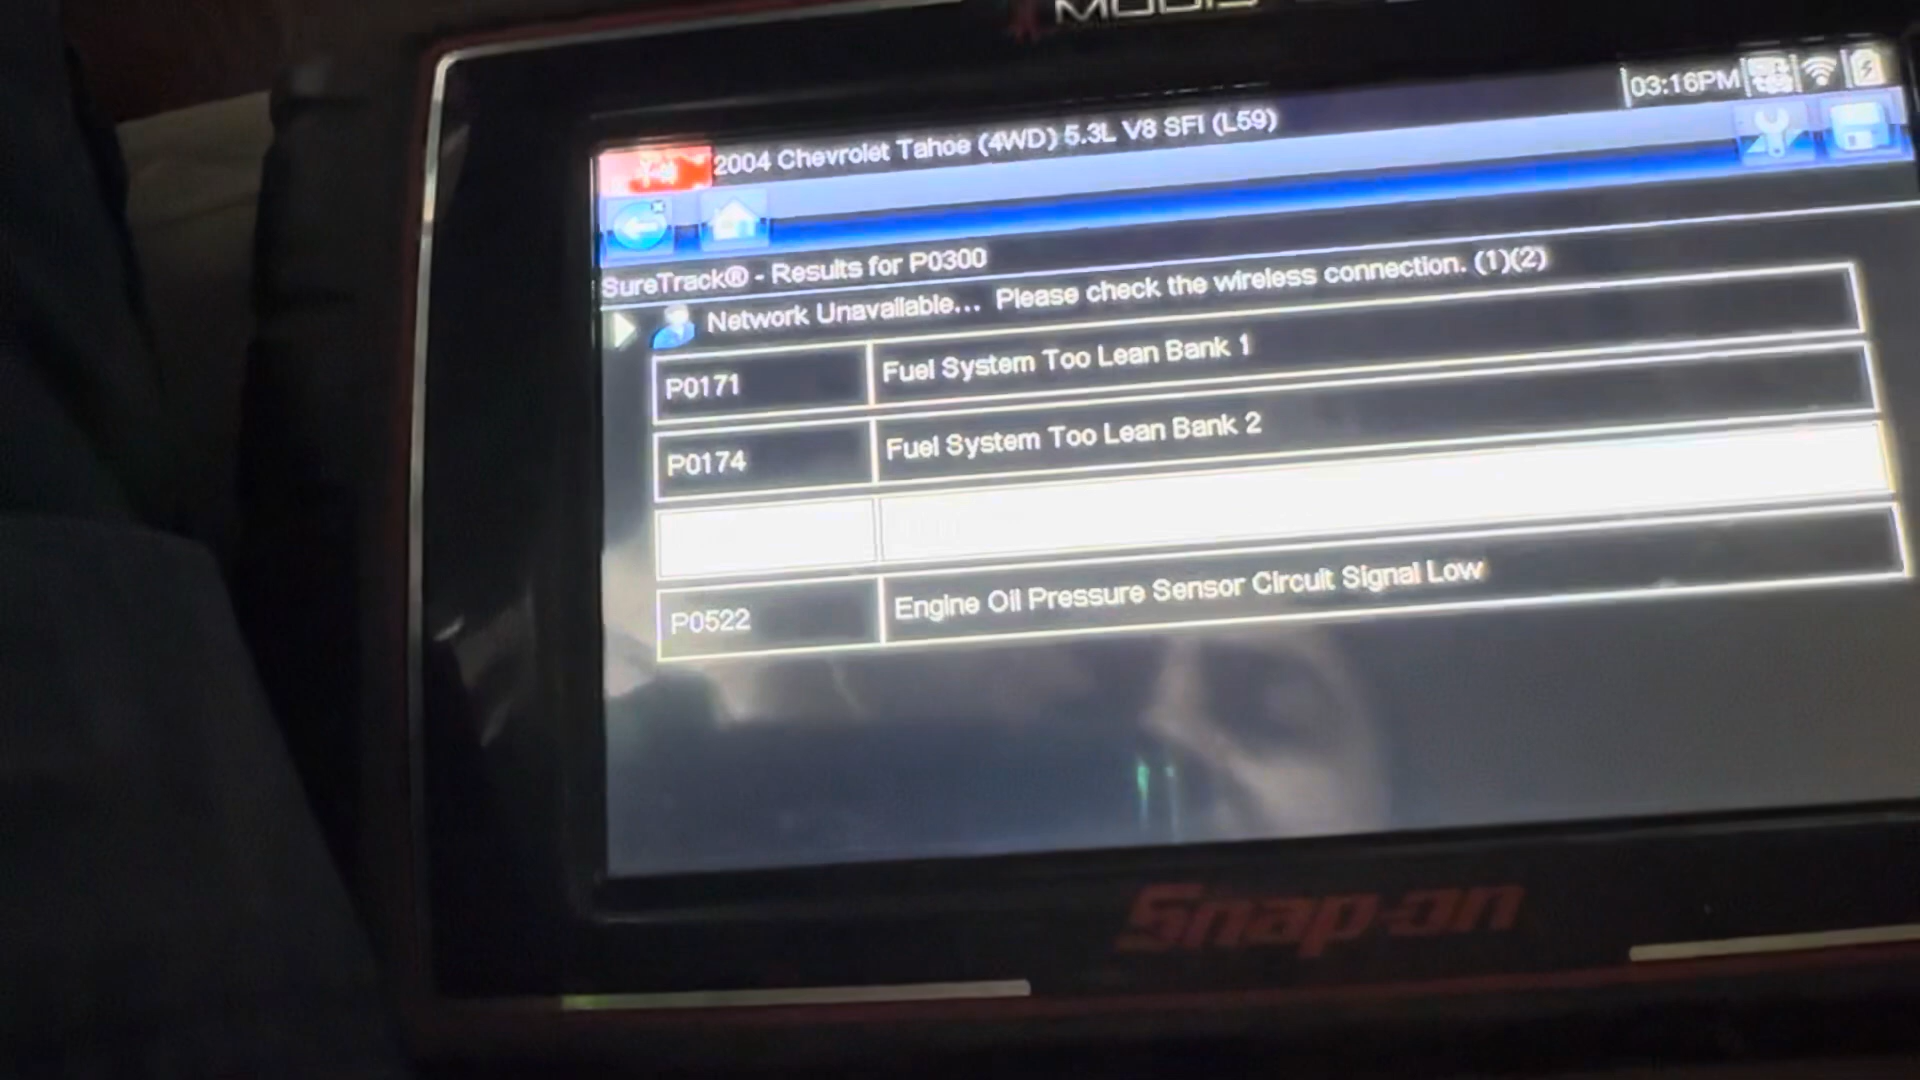 MODIS
03:16PM
2004 Chevrolet Tahoe (4WD) 5.3L V8 SFI (L59)
SureTrack® - Results for P0300
Network Unavailable... Please check the wireless connection. (1)(2)
P0171 Fuel System Too Lean Bank 1
P0174 Fuel System Too Lean Bank 2
P0522 Engine Oil Pressure Sensor Circuit Signal Low
Snap-on